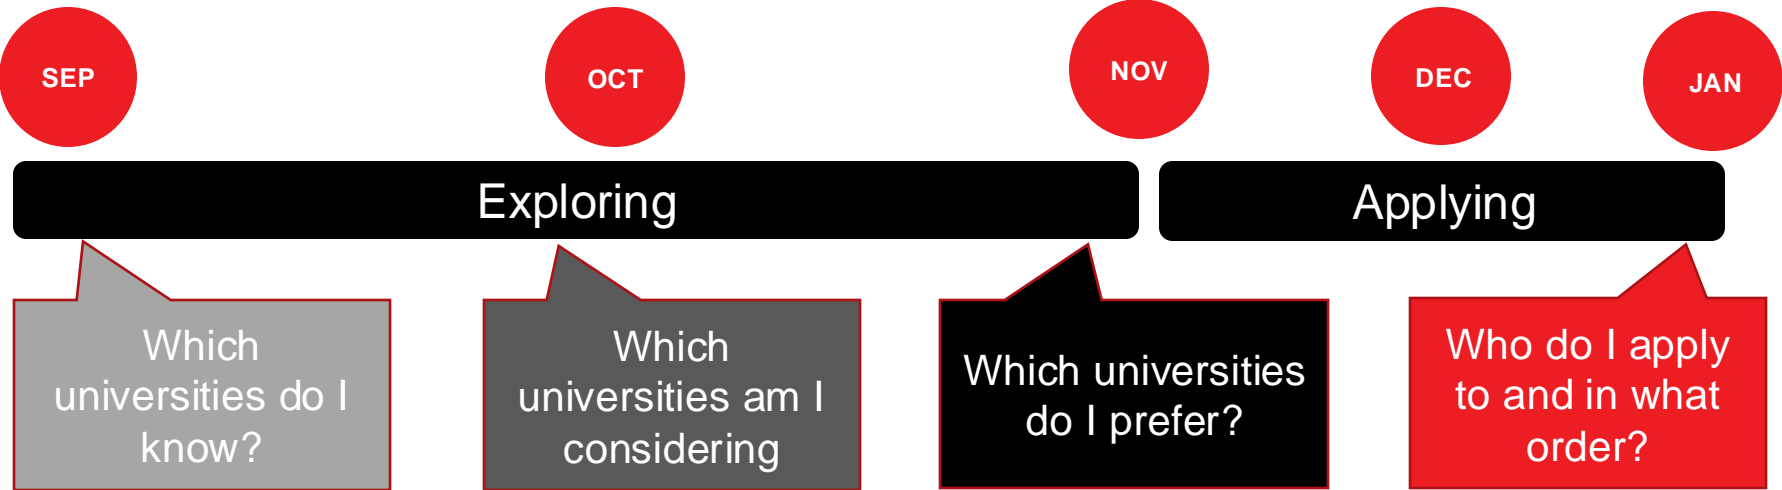 SEP
OCT
NOV
DEC
JAN
Exploring
Applying
Which
universities do I
know?
Which
universities am I
considering
Which universities
do I prefer?
Who do I apply
to and in what
order?